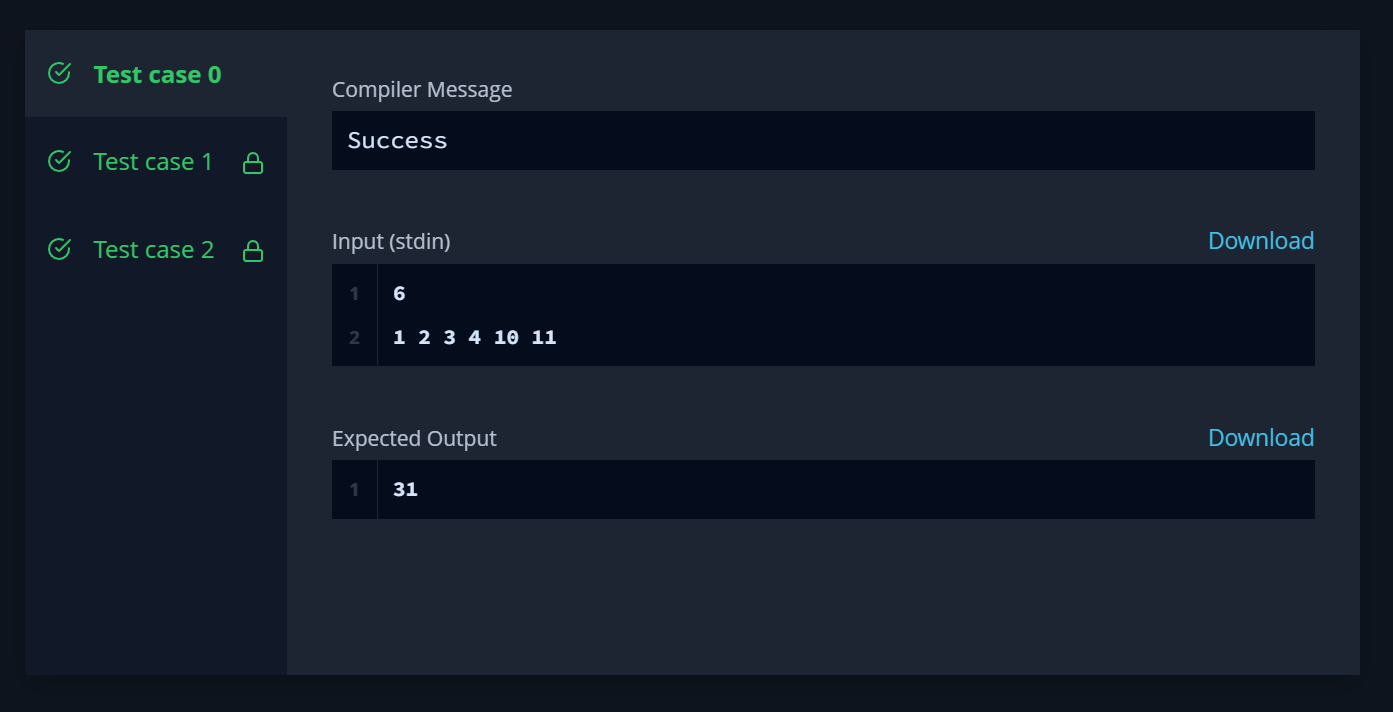 Test case 0
Test case 1
Test case 2
Compiler Message
Success
Input (stdin)
Download
1 6
2 1 2 3 4 10 11
Expected Output
Download
1 31